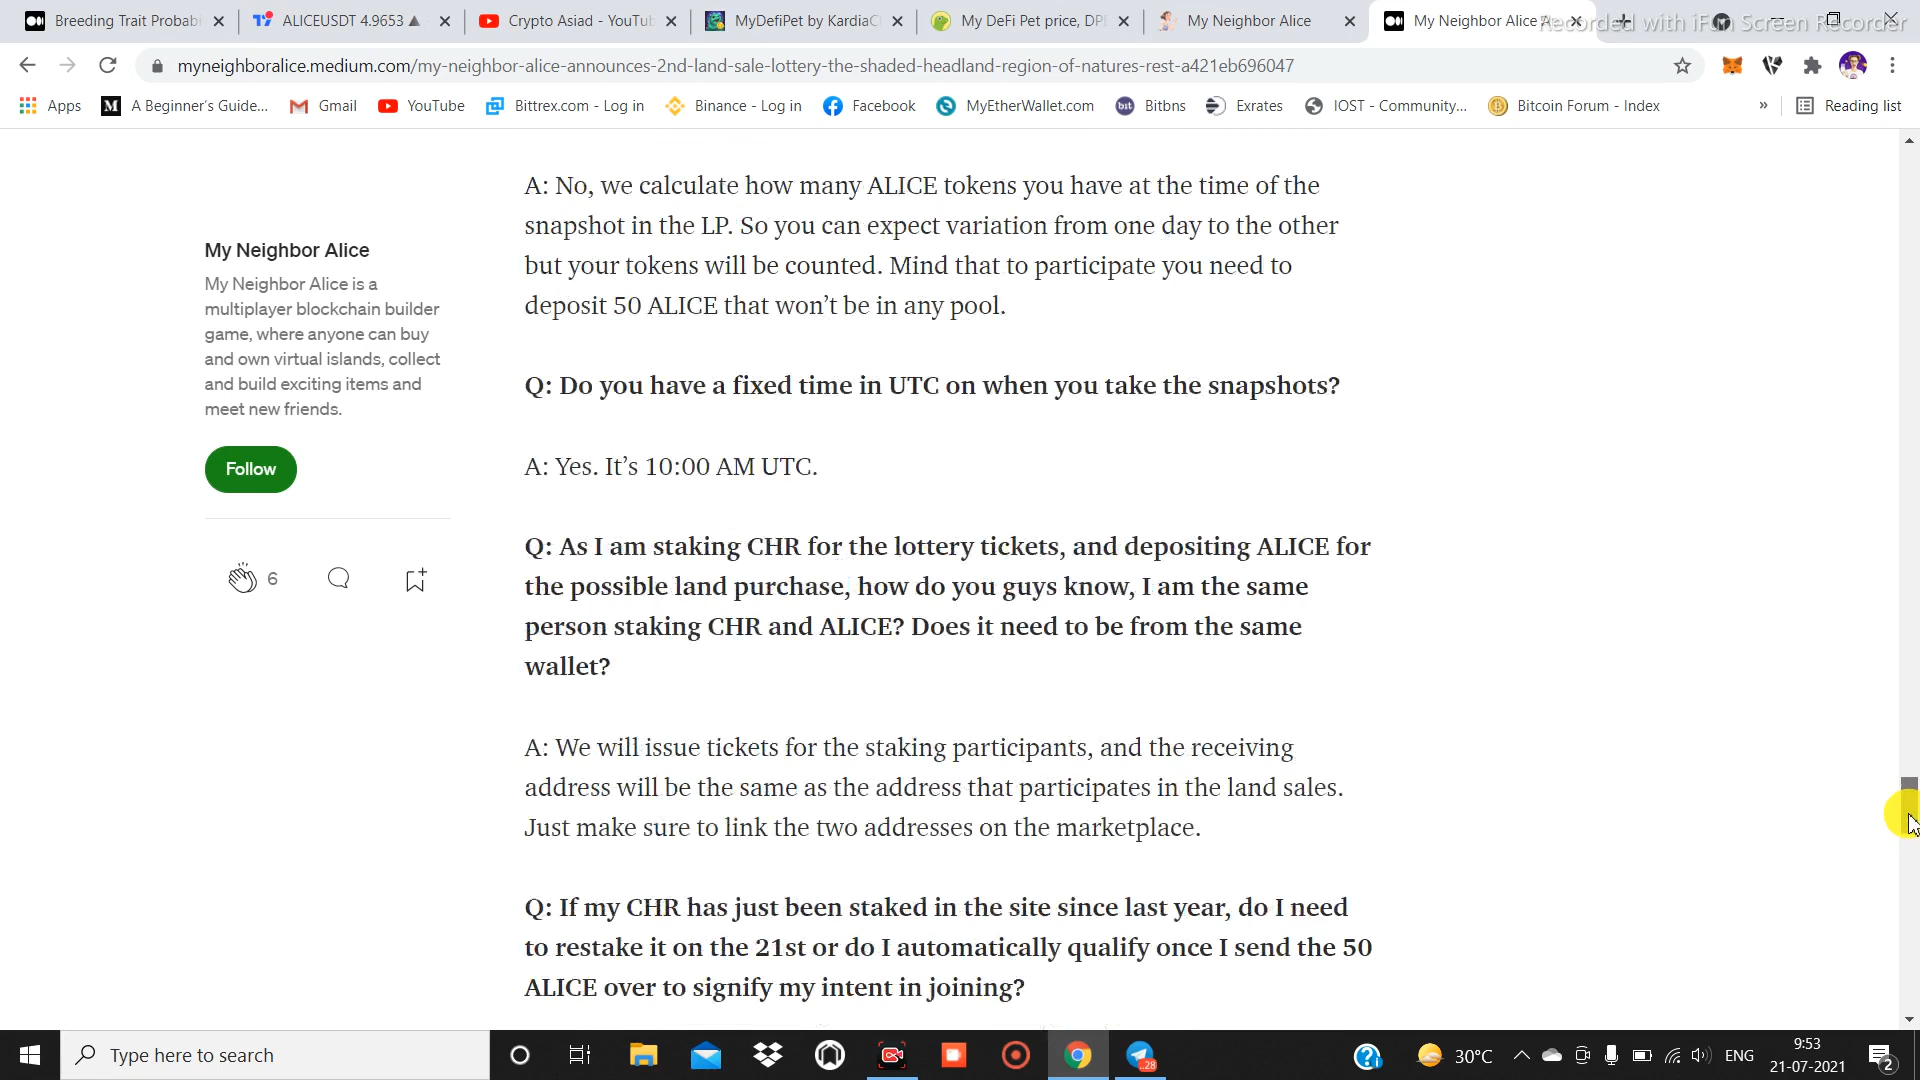 Breeding Trait Probabi
ALICEUSDT 4.9653 ▲
Crypto Asiad - YouTub
MyDefiPet by KardiaCh
My DeFi Pet price, DPE
My Neighbor Alice
My Neighbor Alice A
Recorded with iFun Screen Recorder
myneighboralice.medium.com/my-neighbor-alice-announces-2nd-land-sale-lottery-the-shaded-headland-region-of-natures-rest-a421eb696047
Apps
A Beginner's Guide...
Gmail
YouTube
Bittrex.com - Log in
Binance - Log in
Facebook
MyEtherWallet.com
Bitbns
Exrates
IOST - Community...
Bitcoin Forum - Index
»
Reading list
My Neighbor Alice
My Neighbor Alice is a
multiplayer blockchain builder
game, where anyone can buy
and own virtual islands, collect
and build exciting items and
meet new friends.
Follow
6
A: No, we calculate how many ALICE tokens you have at the time of the
snapshot in the LP. So you can expect variation from one day to the other
but your tokens will be counted. Mind that to participate you need to
deposit 50 ALICE that won’t be in any pool.
Q: Do you have a fixed time in UTC on when you take the snapshots?
A: Yes. It’s 10:00 AM UTC.
Q: As I am staking CHR for the lottery tickets, and depositing ALICE for
the possible land purchase, how do you guys know, I am the same
person staking CHR and ALICE? Does it need to be from the same
wallet?
A: We will issue tickets for the staking participants, and the receiving
address will be the same as the address that participates in the land sales.
Just make sure to link the two addresses on the marketplace.
Q: If my CHR has just been staked in the site since last year, do I need
to restake it on the 21st or do I automatically qualify once I send the 50
ALICE over to signify my intent in joining?
Type here to search
30°C
ENG
9:53
21-07-2021
2